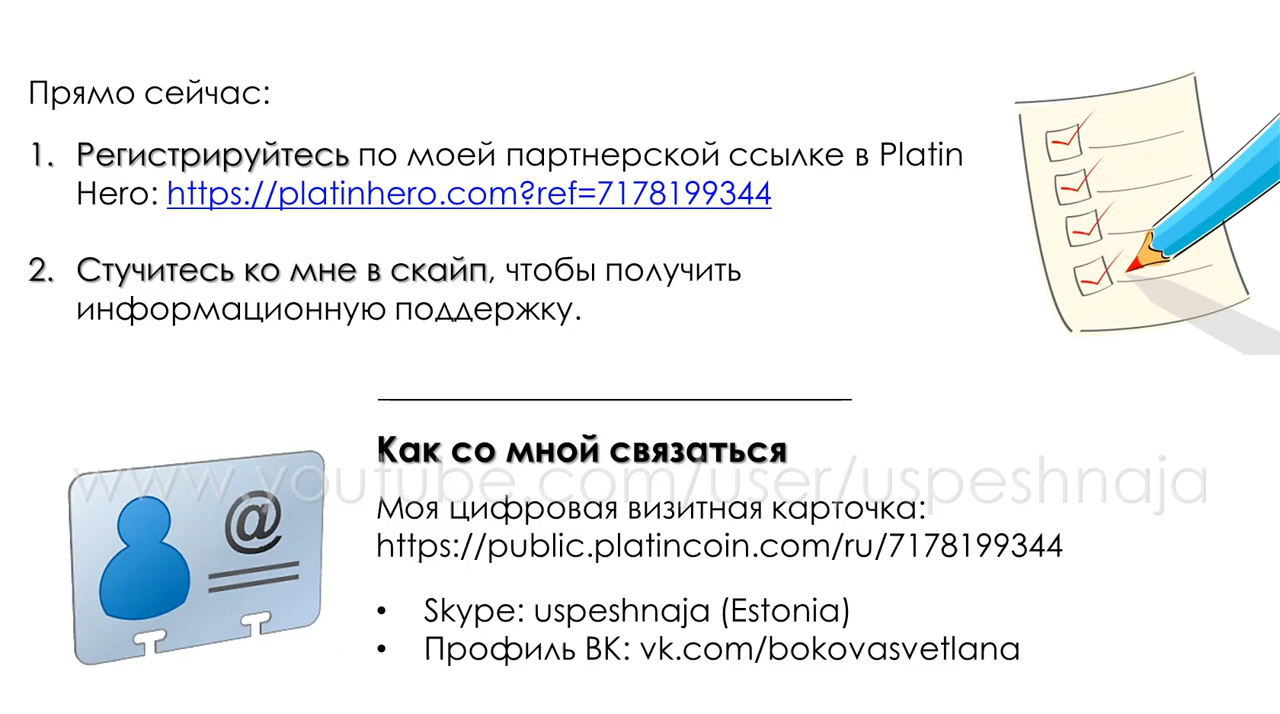 Прямо сейчас:
1. Регистрируйтесь по моей партнерской ссылке в Platin
Hero: https://platinhero.com?ref=7178199344
2. Стучитесь ко мне в скайп, чтобы получить
информационную поддержку.
Как со мной связаться
www.youtube.com/user/uspeshnaja
@
Моя цифровая визитная карточка:
https://public.platincoin.com/ru/7178199344
• Skype: uspeshnaja (Estonia)
• Профиль ВК: vk.com/bokovasvetlana